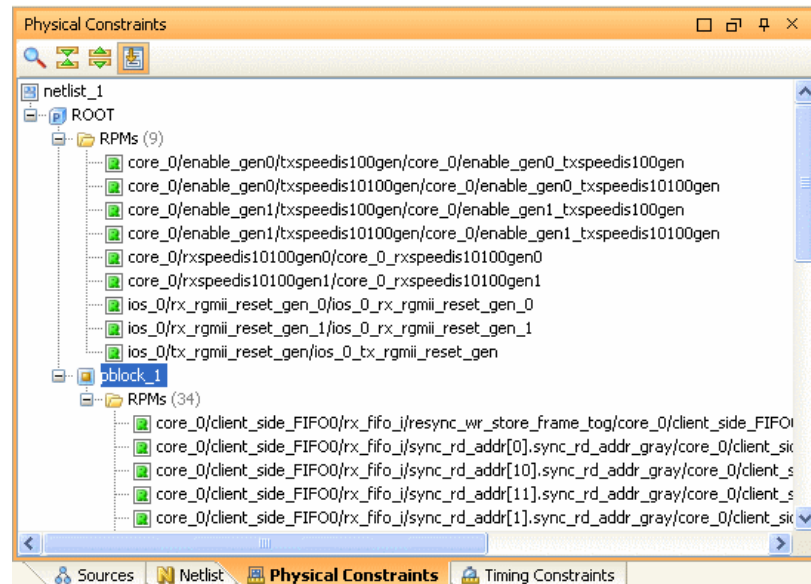 Physical Constraints
netlist_1
ROOT
RPMs (9)
core_0/enable_gen0/txspeedis100gen/core_0/enable_gen0_txspeedis100gen
core_0/enable_gen0/txspeedis10100gen/core_0/enable_gen0_txspeedis10100gen
core_0/enable_gen1/txspeedis100gen/core_0/enable_gen1_txspeedis100gen
core_0/enable_gen1/txspeedis10100gen/core_0/enable_gen1_txspeedis10100gen
core_0/rxspeedis10100gen0/core_0_rxspeedis10100gen0
core_0/rxspeedis10100gen1/core_0_rxspeedis10100gen1
ios_0/rx_rgmii_reset_gen_0/ios_0_rx_rgmii_reset_gen_0
ios_0/rx_rgmii_reset_gen_1/ios_0_rx_rgmii_reset_gen_1
ios_0/tx_rgmii_reset_gen/ios_0_tx_rgmii_reset_gen
pblock_1
RPMs (34)
core_0/client_side_FIFO0/rx_fifo_i/resync_wr_store_frame_tog/core_0/client_side_FIFO
core_0/client_side_FIFO0/rx_fifo_i/sync_rd_addr[0].sync_rd_addr_gray/core_0/client_sid
core_0/client_side_FIFO0/rx_fifo_i/sync_rd_addr[10].sync_rd_addr_gray/core_0/client_s
core_0/client_side_FIFO0/rx_fifo_i/sync_rd_addr[11].sync_rd_addr_gray/core_0/client_s
core_0/client_side_FIFO0/rx_fifo_i/sync_rd_addr[1].sync_rd_addr_gray/core_0/client_sid
Sources Netlist Physical Constraints Timing Constraints